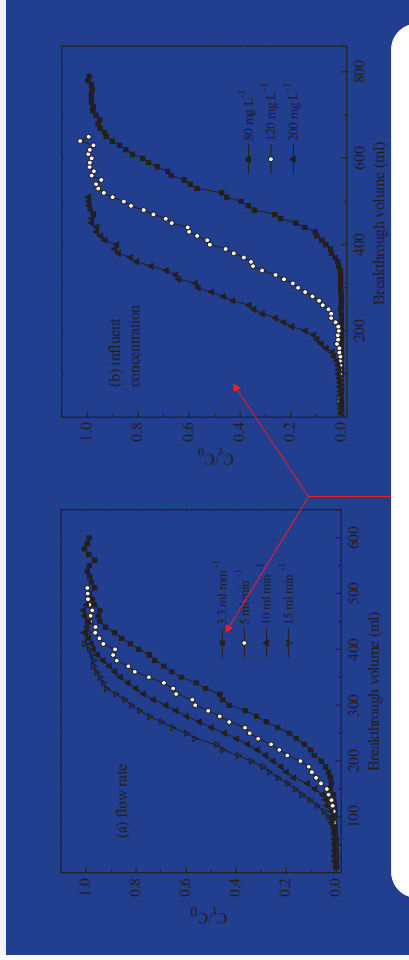 1.0
0.8
0.6
0.4
0.2
0.0
Ct/C0
(a) flow rate
3.3 ml min-1
5 ml min-1
10 ml min-1
15 ml min-1
100
200
300
400
500
600
Breakthrough volume (ml)
1.0
0.8
0.6
0.4
0.2
0.0
Ct/C0
(b) influent
concentration
80 mg L-1
120 mg L-1
200 mg L-1
200
400
600
800
Breakthrough volume (ml)